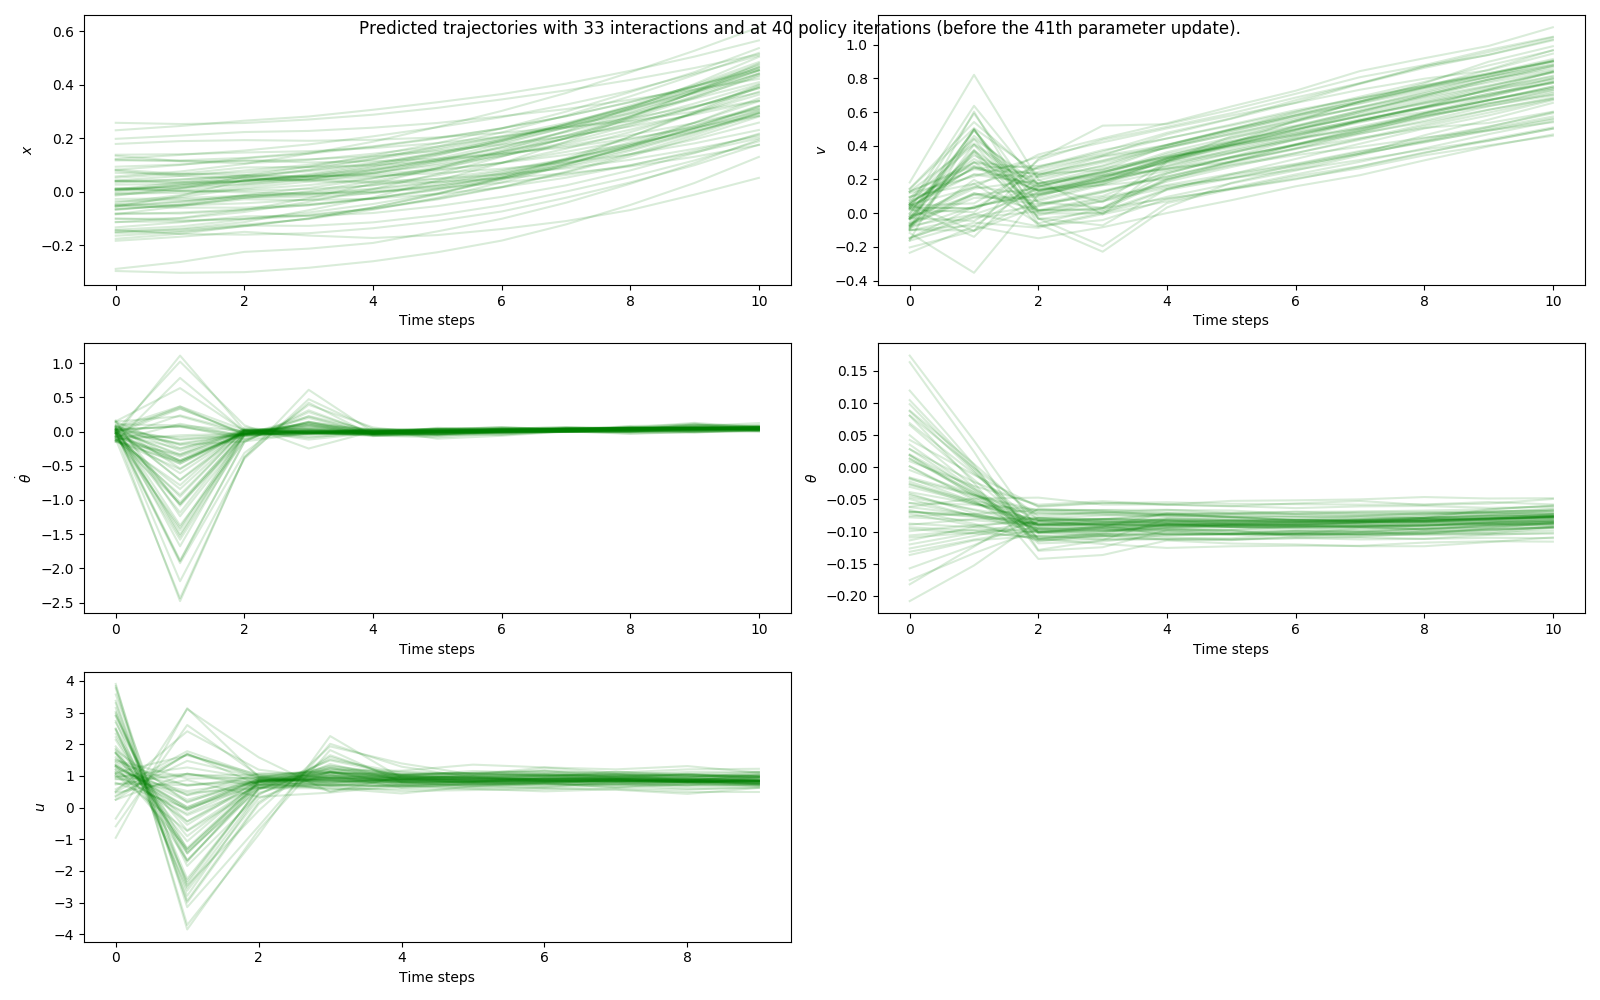 Predicted trajectories with 33 interactions and at 40 policy iterations (before the 41th parameter update).
0.6
0.4
0.2
0.0
−0.2
x
0 2 4 6 8 10
Time steps
1.0
0.8
0.6
0.4
0.2
0.0
−0.2
−0.4
v
0 2 4 6 8 10
Time steps
1.0
0.5
0.0
−0.5
−1.0
−1.5
−2.0
−2.5
θ̇
0 2 4 6 8 10
Time steps
0.15
0.10
0.05
0.00
−0.05
−0.10
−0.15
−0.20
θ
0 2 4 6 8 10
Time steps
4
3
2
1
0
−1
−2
−3
−4
u
0 2 4 6 8
Time steps